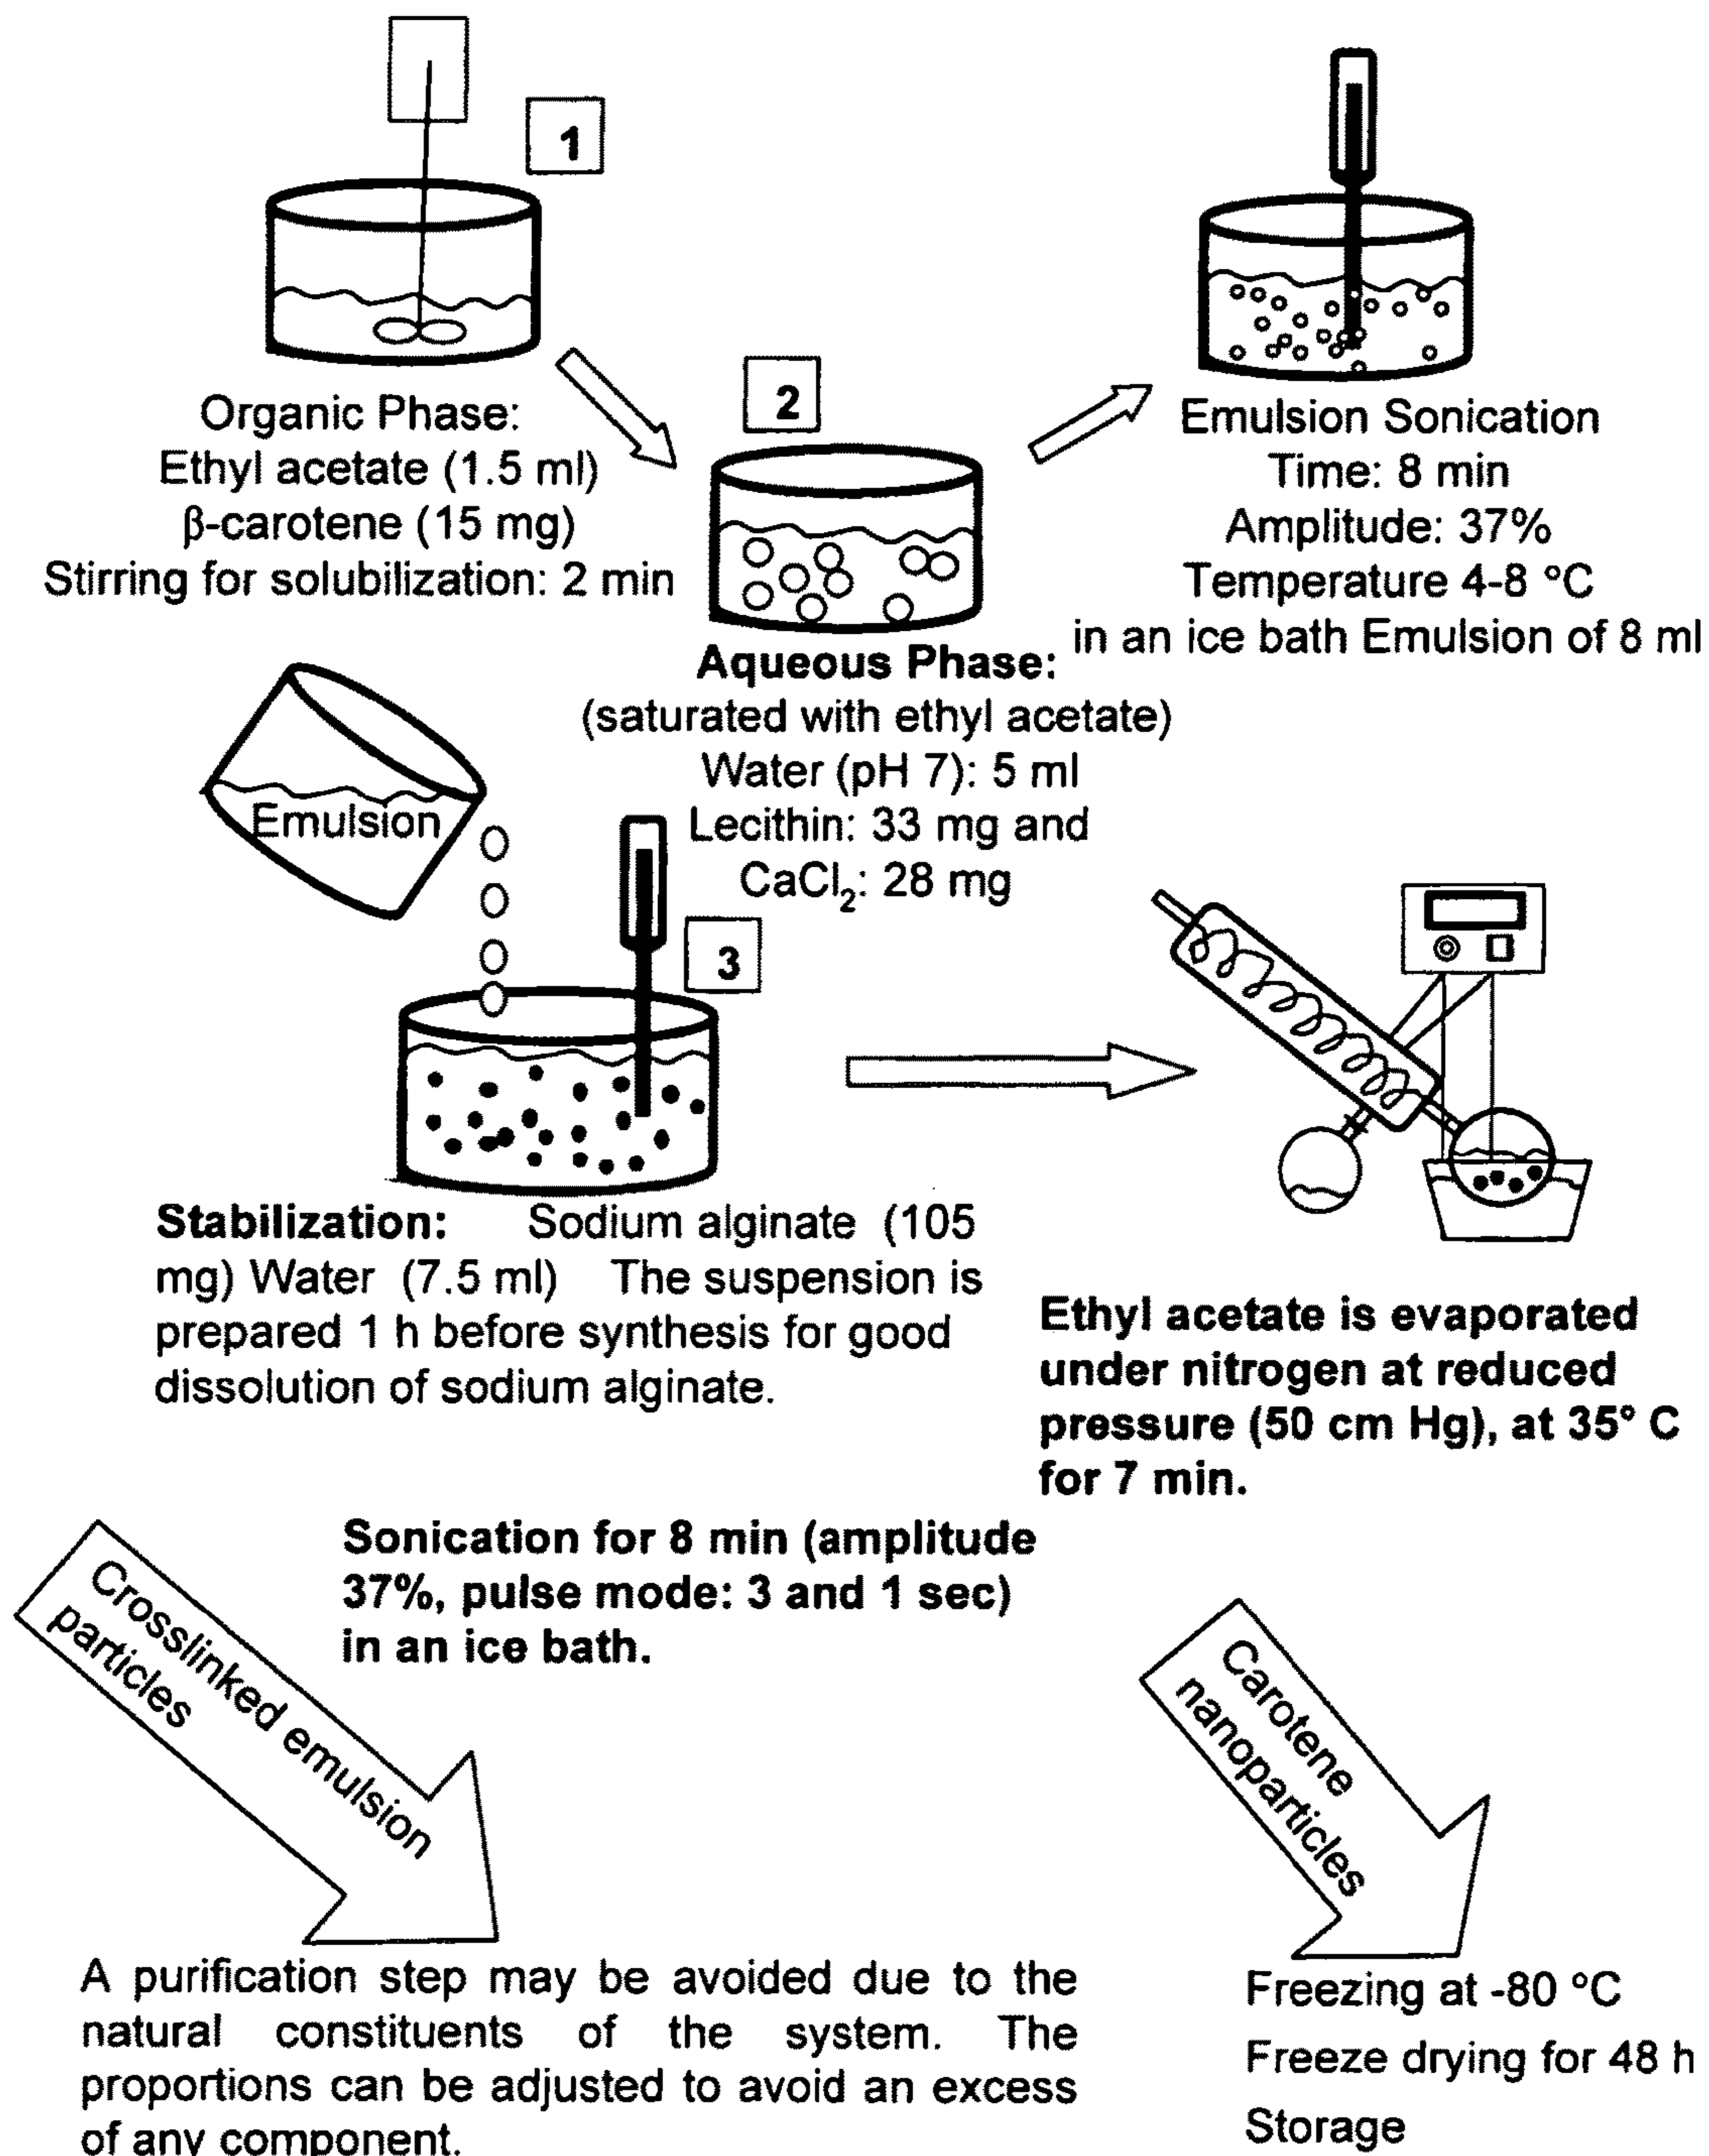 1
Organic Phase:
Ethyl acetate (1.5 ml)
β-carotene (15 mg)
Stirring for solubilization: 2 min
2
Aqueous Phase:
(saturated with ethyl acetate)
Water (pH 7): 5 ml
Lecithin: 33 mg and
CaCl₂: 28 mg
Emulsion Sonication
Time: 8 min
Amplitude: 37%
Temperature 4-8 °C
in an ice bath Emulsion of 8 ml
Emulsion
3
Stabilization: Sodium alginate (105
mg) Water (7.5 ml) The suspension is
prepared 1 h before synthesis for good
dissolution of sodium alginate.
Ethyl acetate is evaporated
under nitrogen at reduced
pressure (50 cm Hg), at 35° C
for 7 min.
Sonication for 8 min (amplitude
37%, pulse mode: 3 and 1 sec)
in an ice bath.
Crosslinked emulsion
particles
Carotene
nanoparticles
A purification step may be avoided due to the
natural constituents of the system. The
proportions can be adjusted to avoid an excess
of any component.
Freezing at -80 °C
Freeze drying for 48 h
Storage